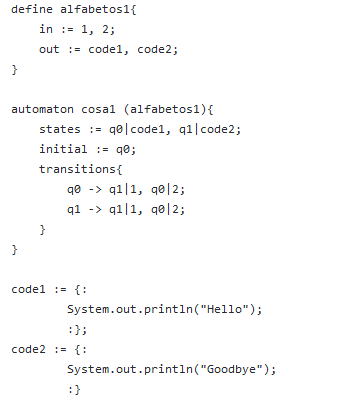 define alfabetos1{
    in := 1, 2;
    out := code1, code2;
}

automaton cosa1 (alfabetos1){
    states := q0|code1, q1|code2;
    initial := q0;
    transitions{
        q0 -> q1|1, q0|2;
        q1 -> q1|1, q0|2;
    }
}

code1 := {:
        System.out.println("Hello");
        :};
code2 := {:
        System.out.println("Goodbye");
        :}